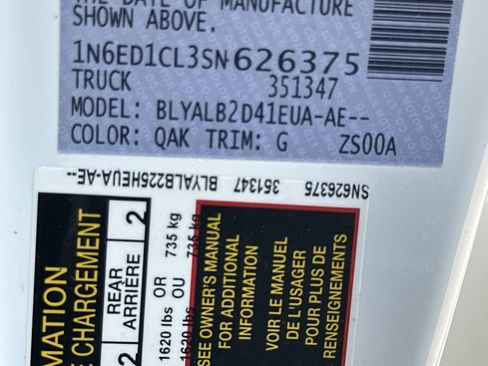 THE DATE OF MANUFACTURE
SHOWN ABOVE.
1N6ED1CL3SN626375
TRUCK 351347
MODEL: BLYALB2D41EUA-AE--
COLOR: QAK TRIM: G ZS00A
SN626375 351347 BLYALB225HEUA-AE--
MATION
E CHARGEMENT
2 REAR ARRIÈRE 2
1620 lbs OR 735 kg
1620 lbs OU 735 kg
SEE OWNER'S MANUAL
FOR ADDITIONAL
INFORMATION
VOIR LE MANUEL
DE L'USAGER
POUR PLUS DE
RENSEIGNEMENTS